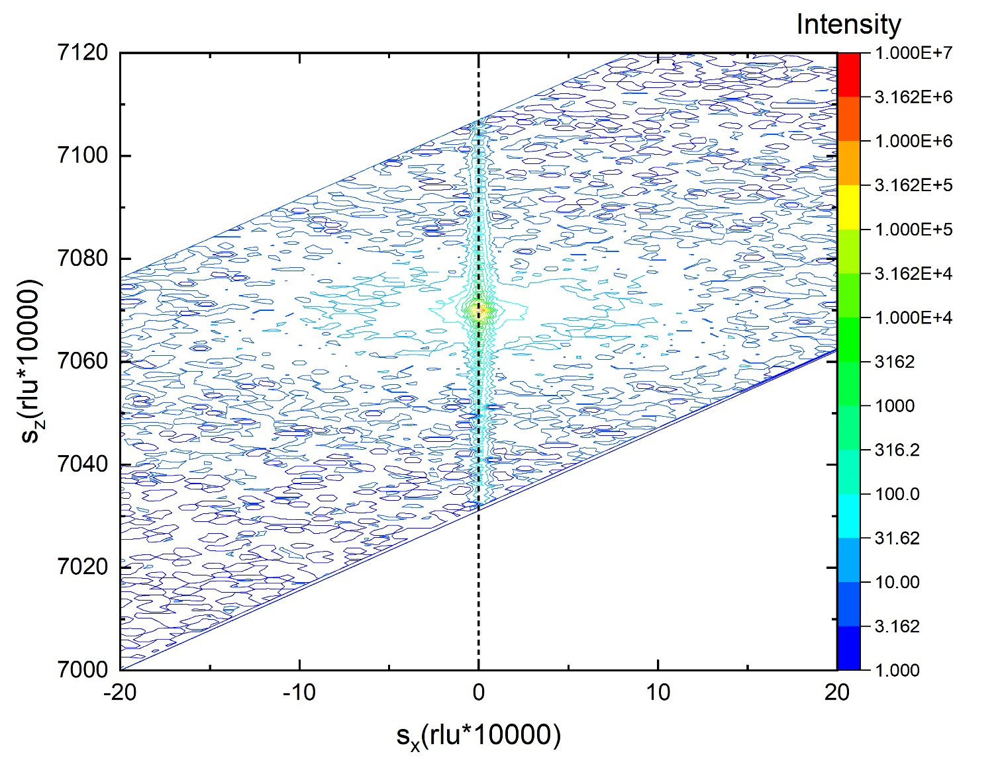 Intensity
7120
7100
7080
7060
7040
7020
7000
-20
-10
0
10
20
sz(rlu*10000)
sx(rlu*10000)
1.000E+7
3.162E+6
1.000E+6
3.162E+5
1.000E+5
3.162E+4
1.000E+4
3162
1000
316.2
100.0
31.62
10.00
3.162
1.000